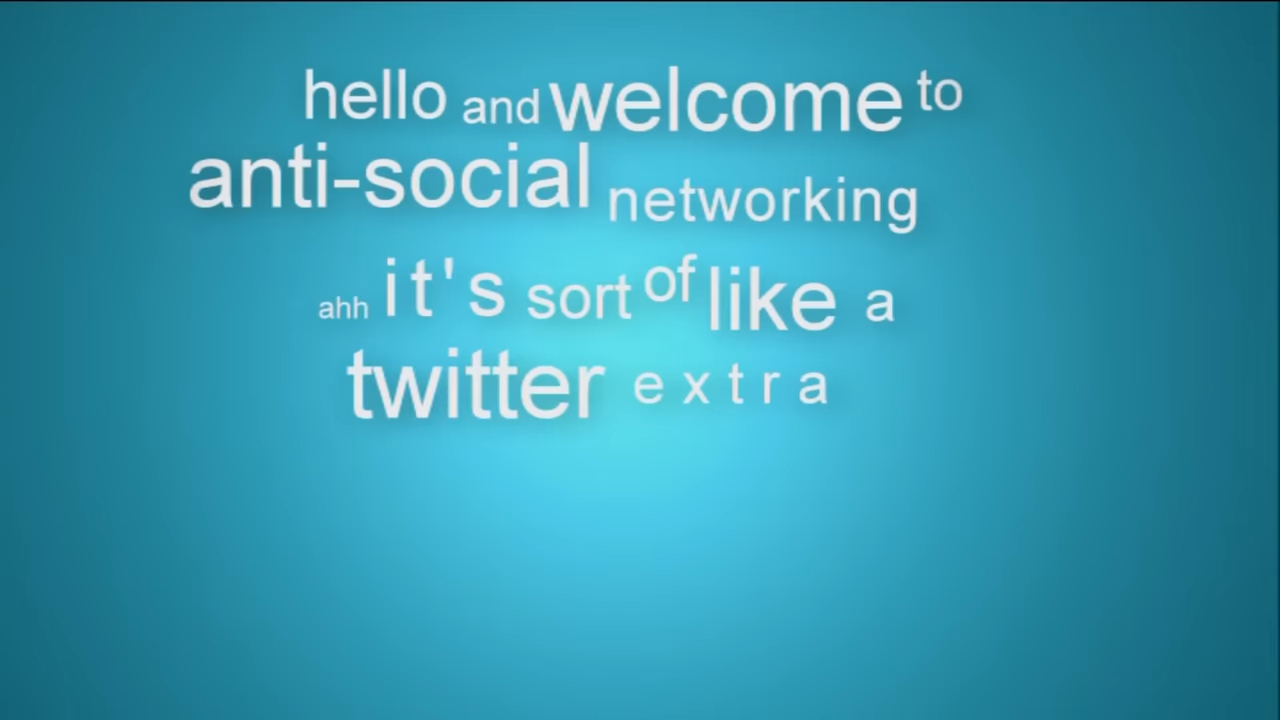 hello and welcome to
anti-social networking
ahh it's sort of like a
twitter extra